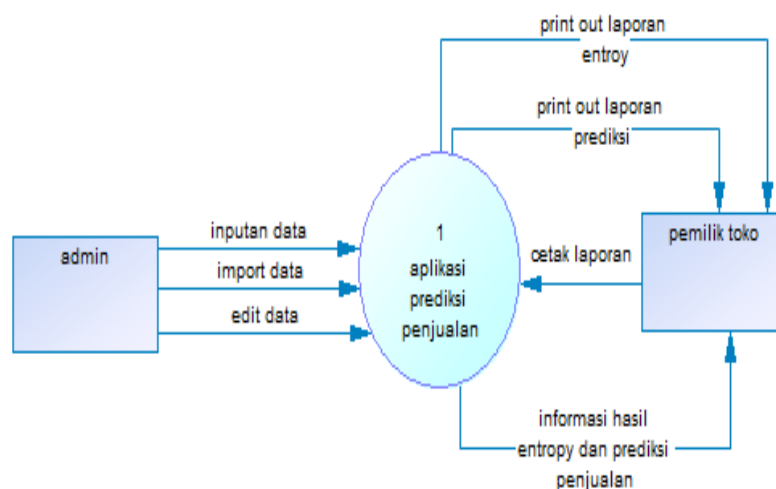 print out laporan
entroy
print out laporan
prediksi
inputan data
admin
import data
edit data
1
aplikasi
prediksi
penjualan
cetak laporan
pemilik toko
informasi hasil
entropy dan prediksi
penjualan